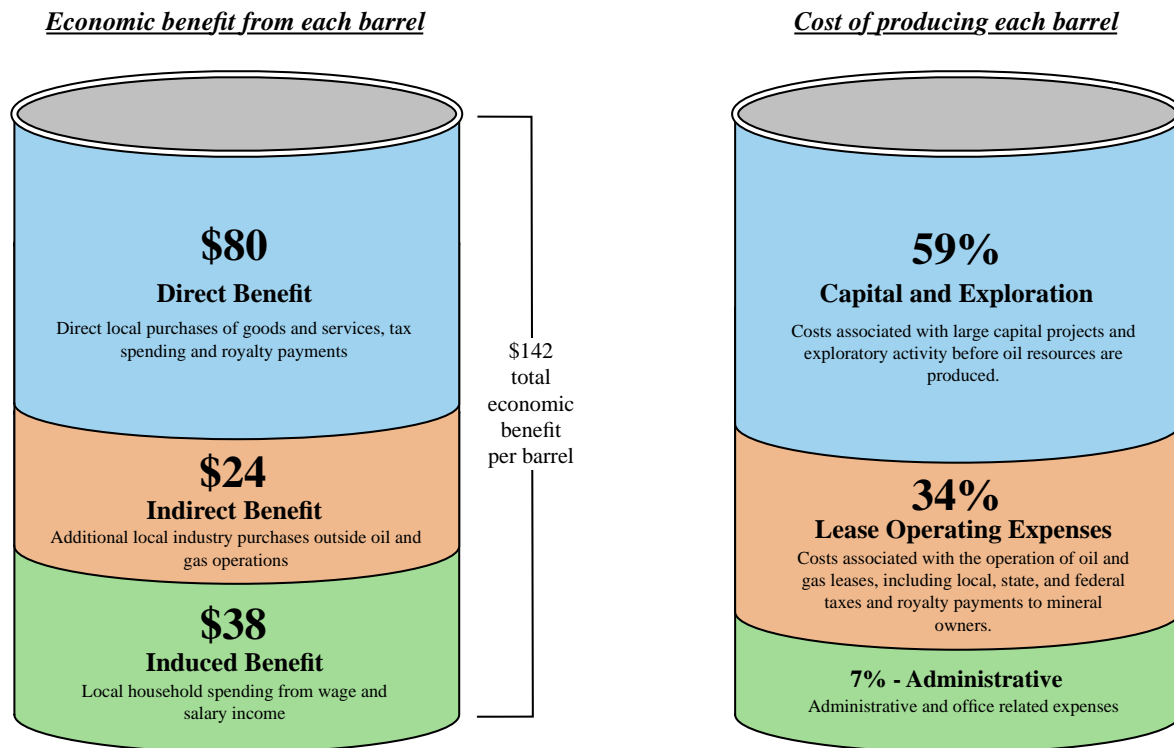 Economic benefit from each barrel
$80
Direct Benefit
Direct local purchases of goods and services, tax
spending and royalty payments
$24
Indirect Benefit
Additional local industry purchases outside oil and
gas operations
$38
Induced Benefit
Local household spending from wage and
salary income
$142
total
economic
benefit
per barrel
Cost of producing each barrel
59%
Capital and Exploration
Costs associated with large capital projects and
exploratory activity before oil resources are
produced.
34%
Lease Operating Expenses
Costs associated with the operation of oil and
gas leases, including local, state, and federal
taxes and royalty payments to mineral
owners.
7% - Administrative
Administrative and office related expenses